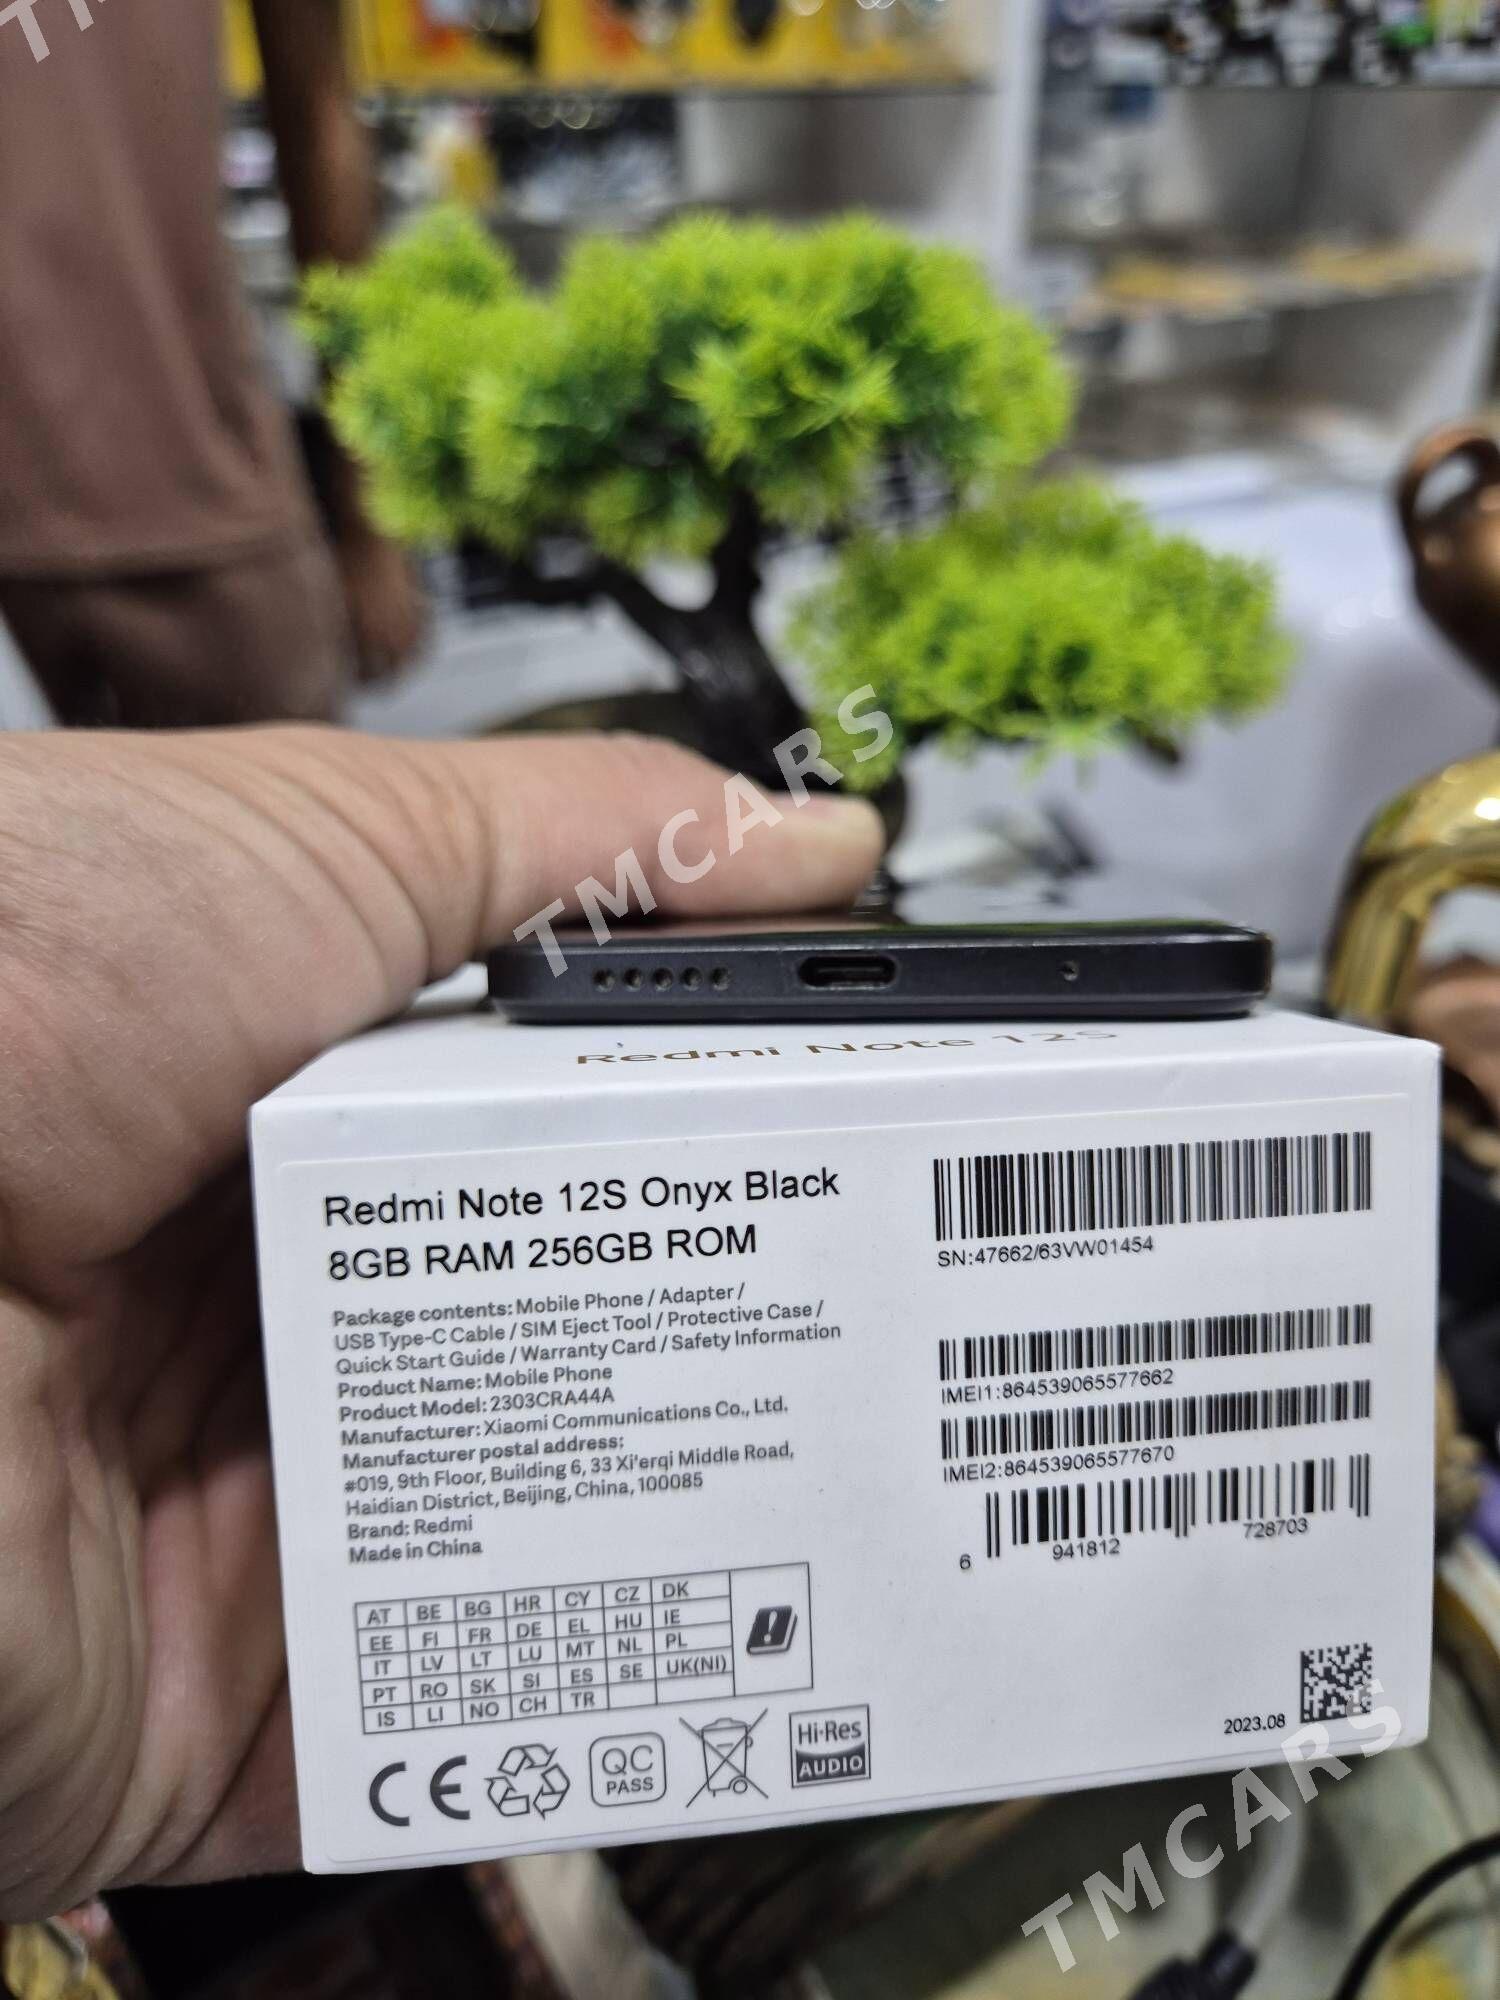 TMCARS
Redmi Note 12S
Redmi Note 12S Onyx Black
8GB RAM 256GB ROM
Package contents: Mobile Phone / Adapter /
USB Type-C Cable / SIM Eject Tool / Protective Case /
Quick Start Guide / Warranty Card / Safety Information
Product Name: Mobile Phone
Product Model: 2303CRA44A
Manufacturer: Xiaomi Communications Co., Ltd.
Manufacturer postal address:
#019, 9th Floor, Building 6, 33 Xi'erqi Middle Road,
Haidian District, Beijing, China, 100085
Brand: Redmi
Made in China
SN:47662/63VW01454
IMEI1:864539065577662
IMEI2:864539065577670
6 941812 728703
AT BE BG HR CY CZ DK
EE FI FR DE EL HU IE
IT LV LT LU MT NL PL
PT RO SK SI ES SE UK(NI)
IS LI NO CH TR
CE
QC
PASS
Hi-Res
AUDIO
2023.08
TMCARS